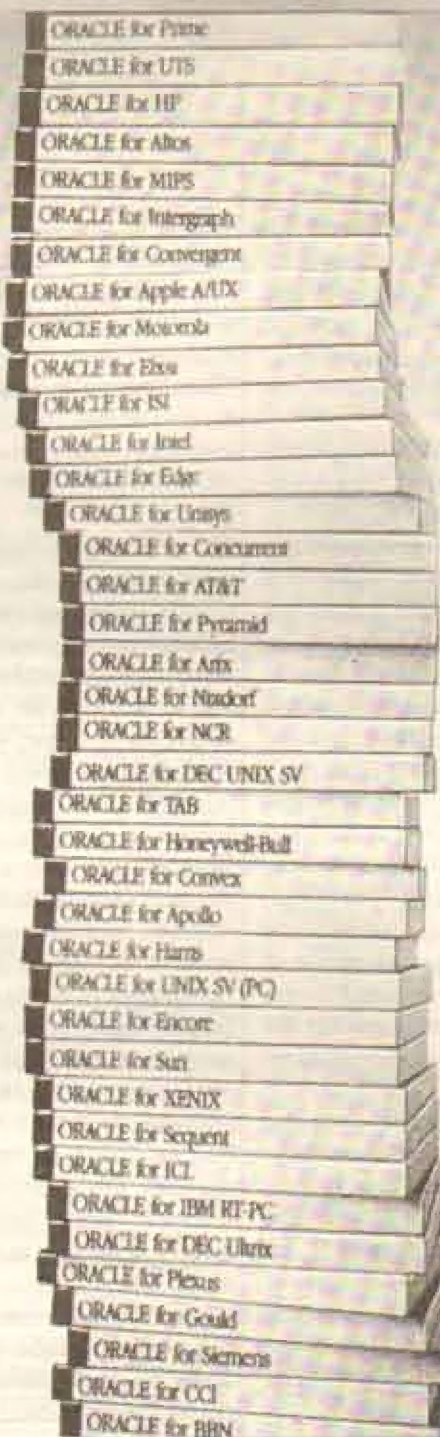 ORACLE for Prime
ORACLE for UTS
ORACLE for HP
ORACLE for Altos
ORACLE for MIPS
ORACLE for Intergraph
ORACLE for Convergent
ORACLE for Apple A/UX
ORACLE for Motorola
ORACLE for Elxsi
ORACLE for ISI
ORACLE for Intel
ORACLE for Edge
ORACLE for Unisys
ORACLE for Concurrent
ORACLE for AT&T
ORACLE for Pyramid
ORACLE for Arix
ORACLE for Nixdorf
ORACLE for NCR
ORACLE for DEC UNIX SV
ORACLE for TAB
ORACLE for Honeywell-Bull
ORACLE for Convex
ORACLE for Apollo
ORACLE for Harris
ORACLE for UNIX SV (PC)
ORACLE for Encore
ORACLE for Sun
ORACLE for XENIX
ORACLE for Sequent
ORACLE for ICL
ORACLE for IBM RT-PC
ORACLE for DEC Ultrix
ORACLE for Plexus
ORACLE for Gould
ORACLE for Siemens
ORACLE for CCI
ORACLE for BBN